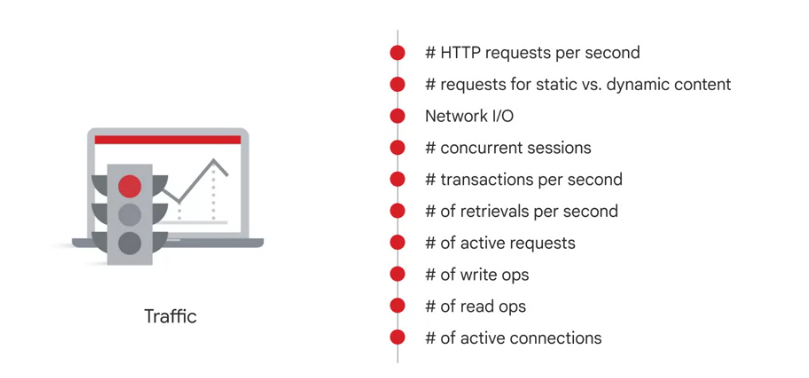 # HTTP requests per second
# requests for static vs. dynamic content
Network I/O
# concurrent sessions
# transactions per second
# of retrievals per second
# of active requests
# of write ops
# of read ops
# of active connections
Traffic